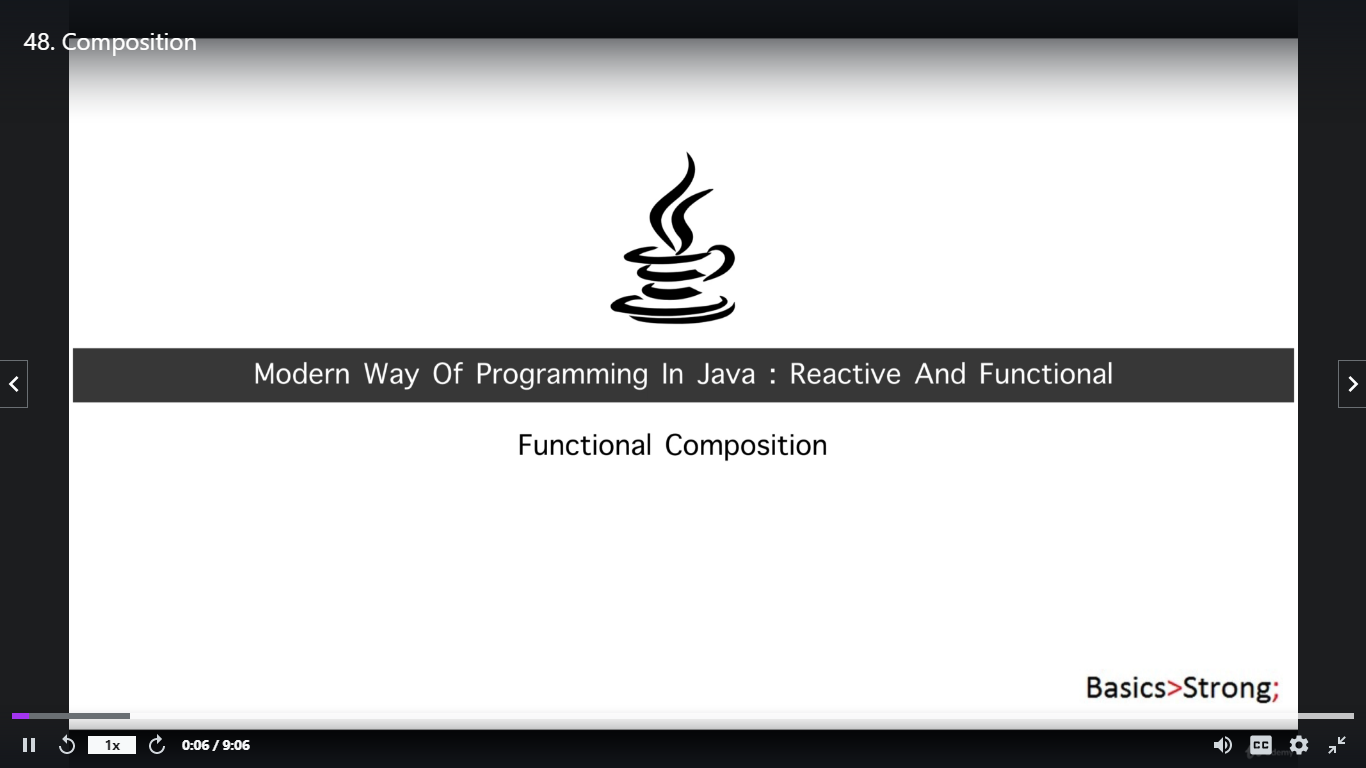 48. Composition
Modern Way Of Programming In Java : Reactive And Functional
Functional Composition
Basics>Strong;
1x
0:06 / 9:06
CC